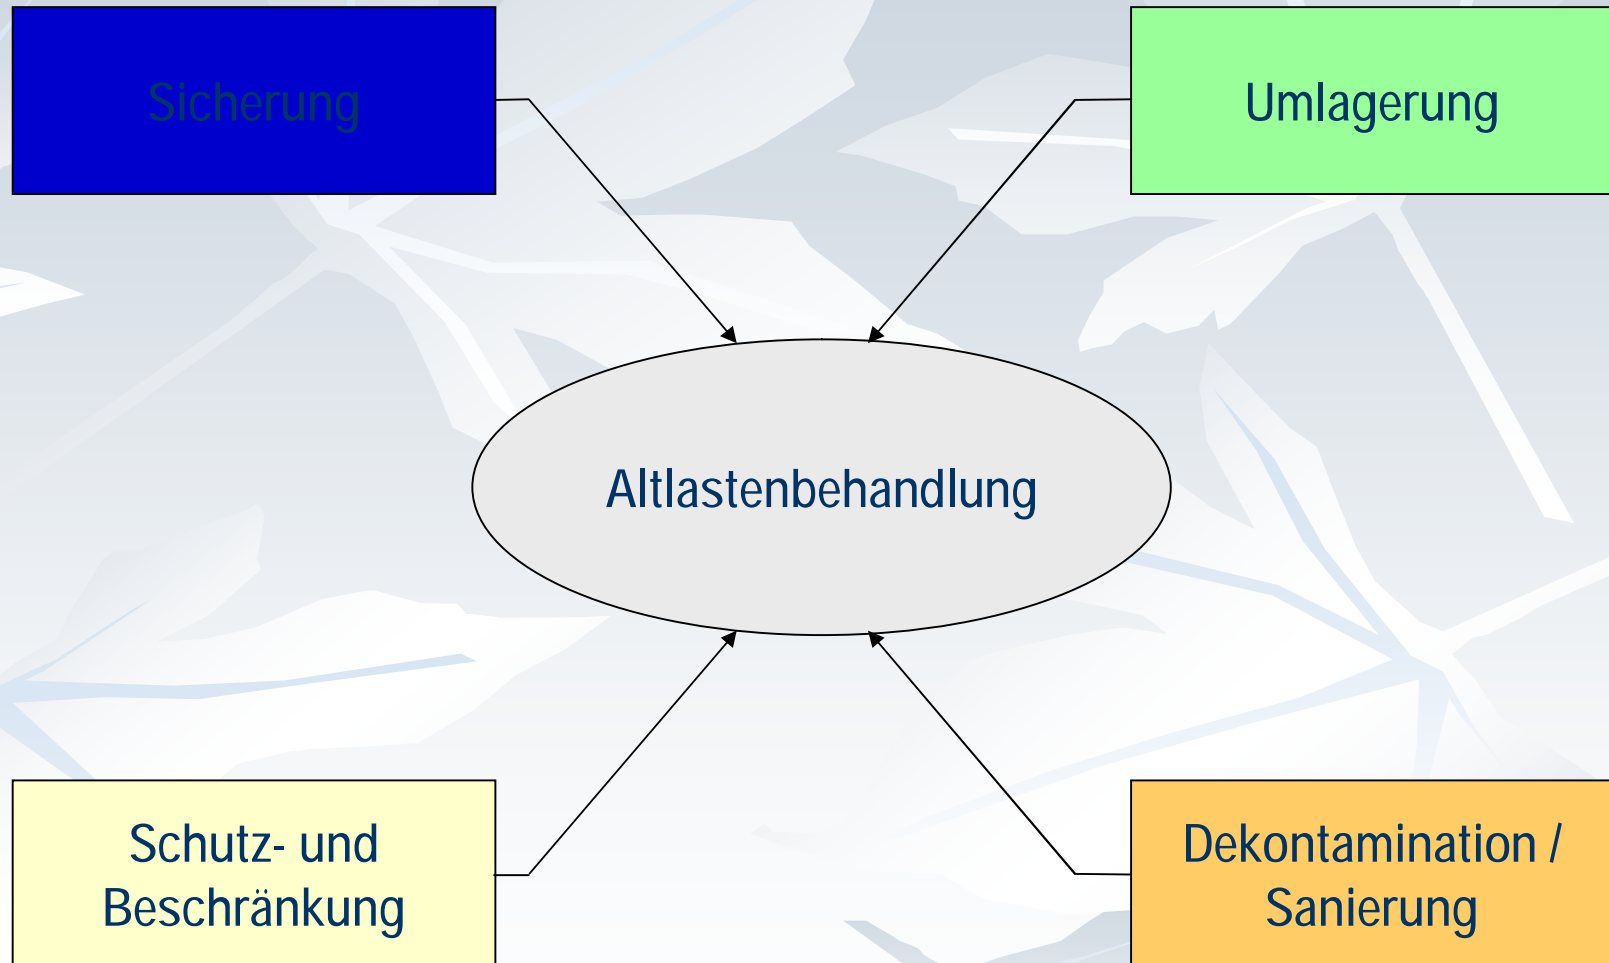 Sicherung
Umlagerung
Altlastenbehandlung
Schutz- und
Beschränkung
Dekontamination /
Sanierung